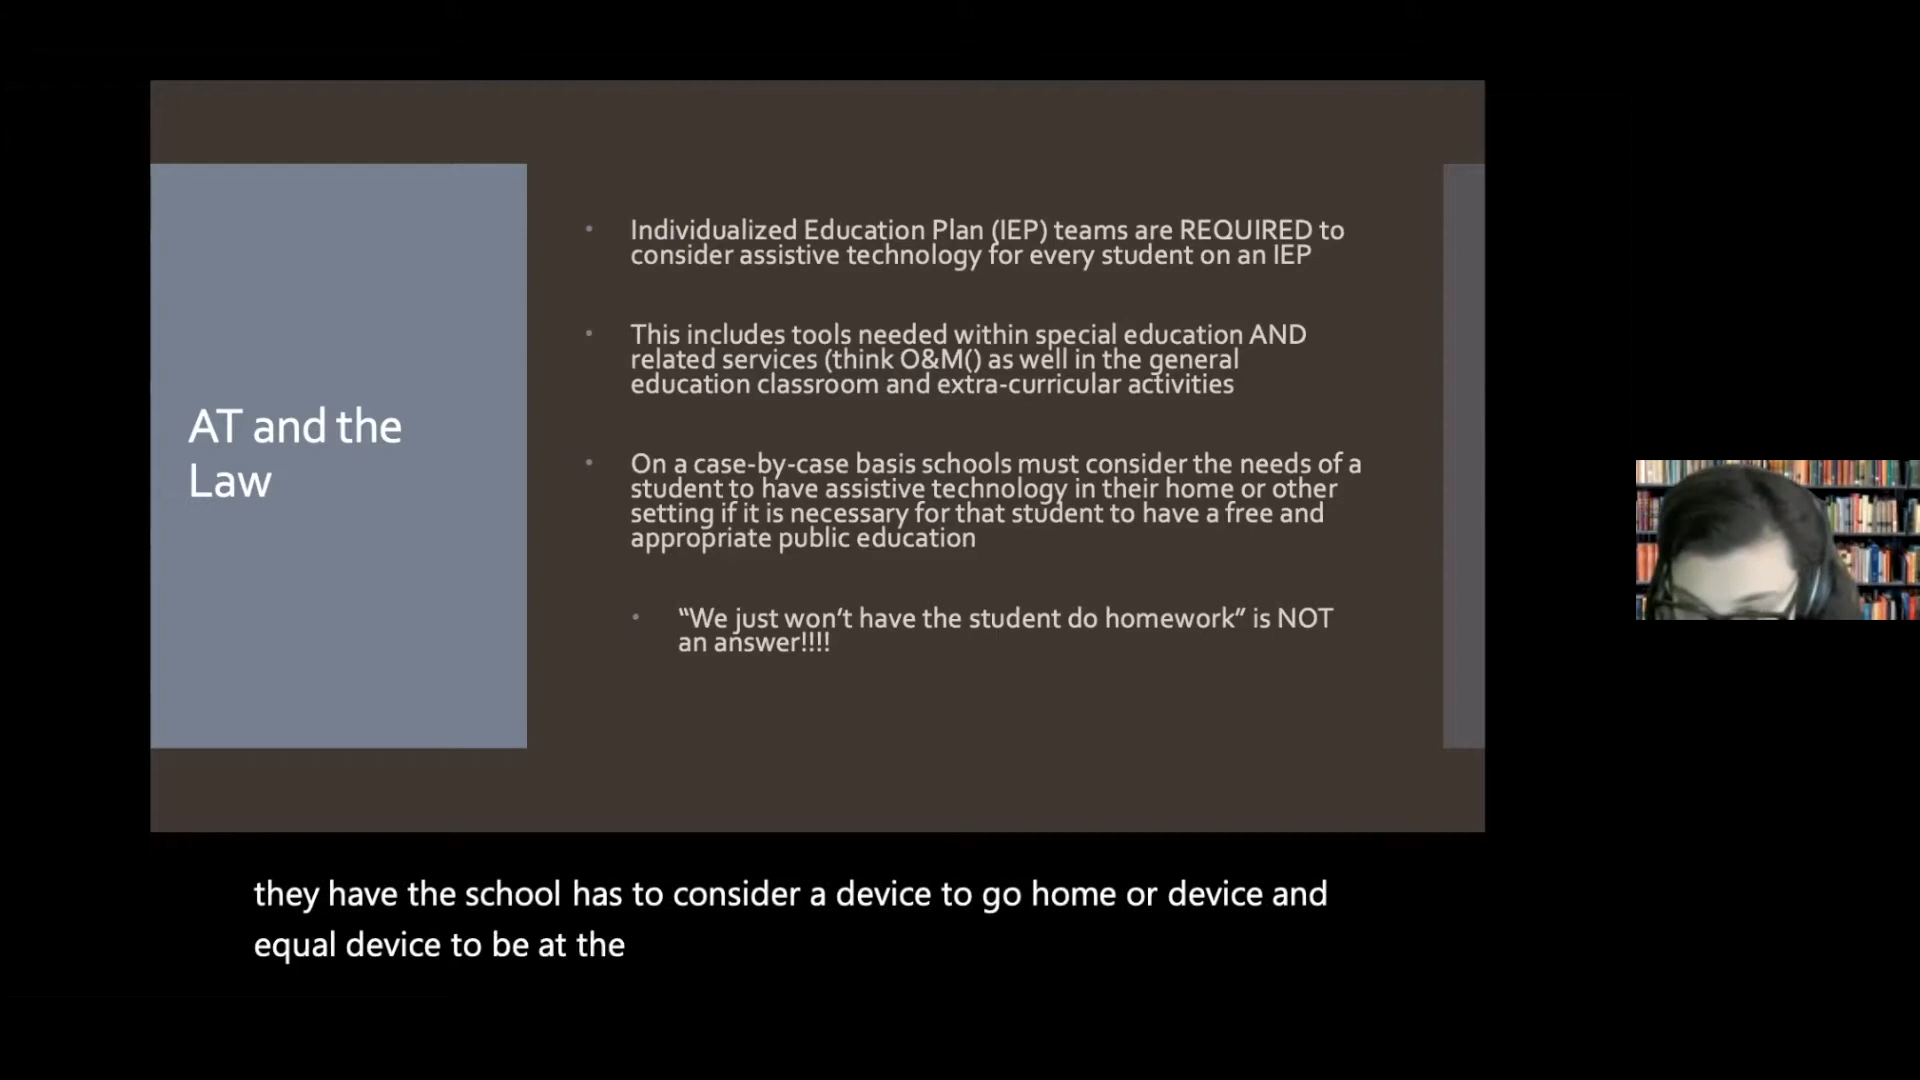 AT and the
Law
Individualized Education Plan (IEP) teams are REQUIRED to
consider assistive technology for every student on an IEP
This includes tools needed within special education AND
related services (think O&M() as well in the general
education classroom and extra-curricular activities
On a case-by-case basis schools must consider the needs of a
student to have assistive technology in their home or other
setting if it is necessary for that student to have a free and
appropriate public education
“We just won’t have the student do homework” is NOT
an answer!!!!
they have the school has to consider a device to go home or device and
equal device to be at the